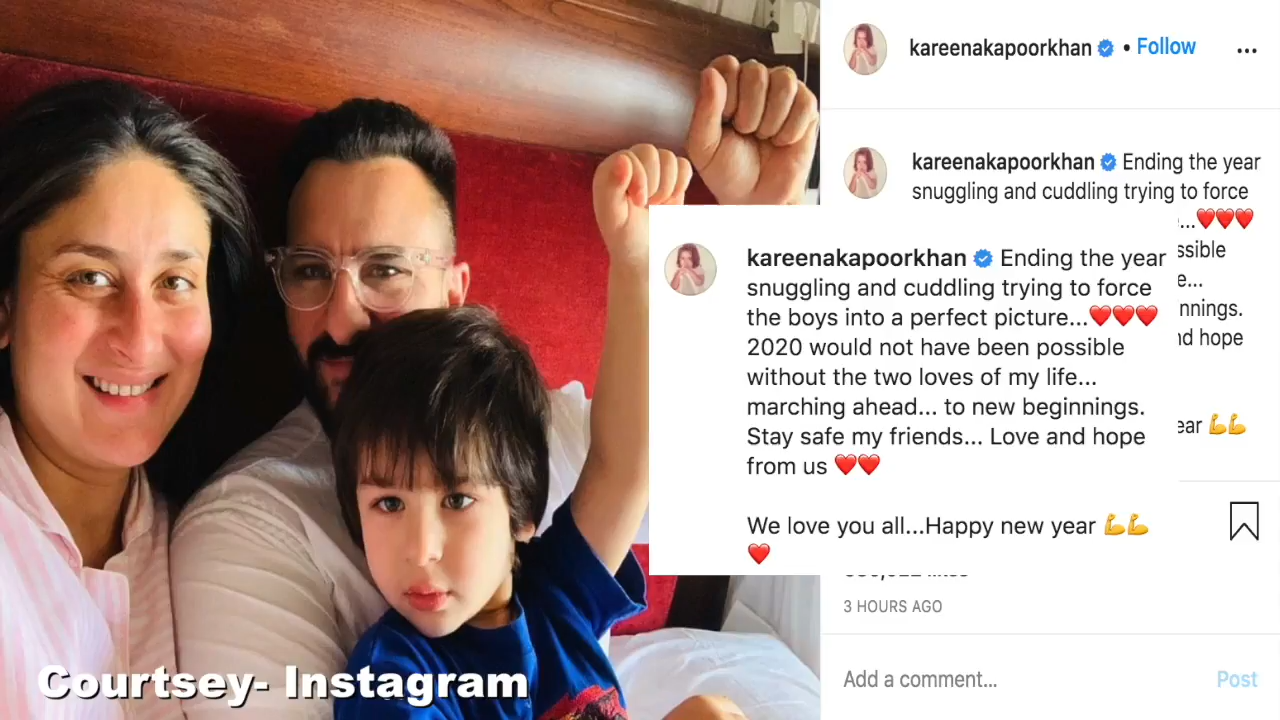 kareenakapoorkhan • Follow
kareenakapoorkhan Ending the year
snuggling and cuddling trying to force
...❤️❤️❤️
ssible
e...
nnings.
nd hope
ear 💪💪
kareenakapoorkhan Ending the year
snuggling and cuddling trying to force
the boys into a perfect picture...❤️❤️❤️
2020 would not have been possible
without the two loves of my life...
marching ahead... to new beginnings.
Stay safe my friends... Love and hope
from us ❤️❤️
We love you all...Happy new year 💪💪
❤️
3 HOURS AGO
Add a comment... Post
Courtsey- Instagram